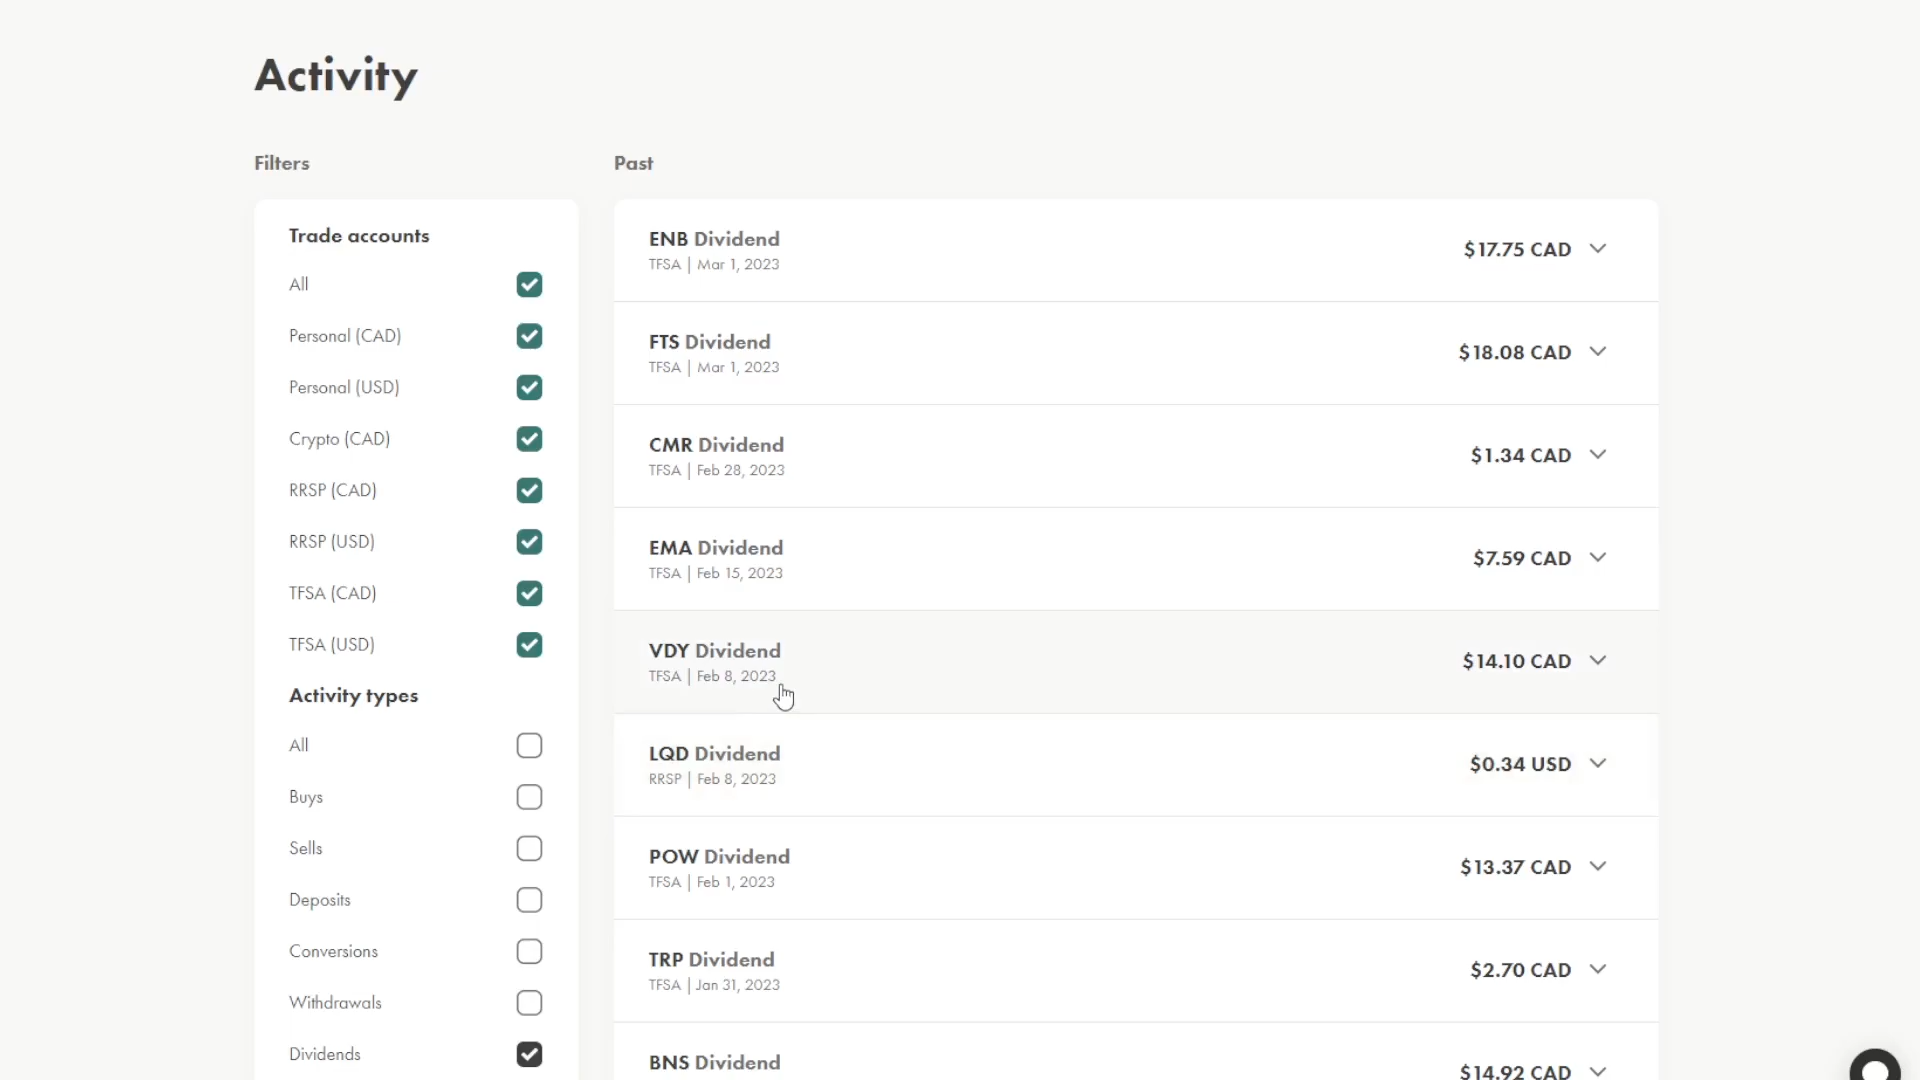 Activity
Filters
Trade accounts
All
Personal (CAD)
Personal (USD)
Crypto (CAD)
RRSP (CAD)
RRSP (USD)
TFSA (CAD)
TFSA (USD)
Activity types
All
Buys
Sells
Deposits
Conversions
Withdrawals
Dividends
Past
ENB Dividend
TFSA | Mar 1, 2023
$17.75 CAD
FTS Dividend
TFSA | Mar 1, 2023
$18.08 CAD
CMR Dividend
TFSA | Feb 28, 2023
$1.34 CAD
EMA Dividend
TFSA | Feb 15, 2023
$7.59 CAD
VDY Dividend
TFSA | Feb 8, 2023
$14.10 CAD
LQD Dividend
RRSP | Feb 8, 2023
$0.34 USD
POW Dividend
TFSA | Feb 1, 2023
$13.37 CAD
TRP Dividend
TFSA | Jan 31, 2023
$2.70 CAD
BNS Dividend
$14.92 CAD